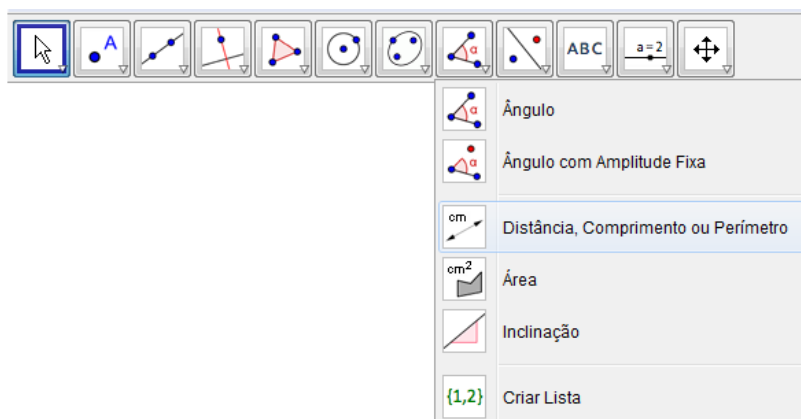 A
α
ABC
a=2
α
Ângulo
α
Ângulo com Amplitude Fixa
cm
Distância, Comprimento ou Perímetro
cm²
Área
Inclinação
{1,2}
Criar Lista